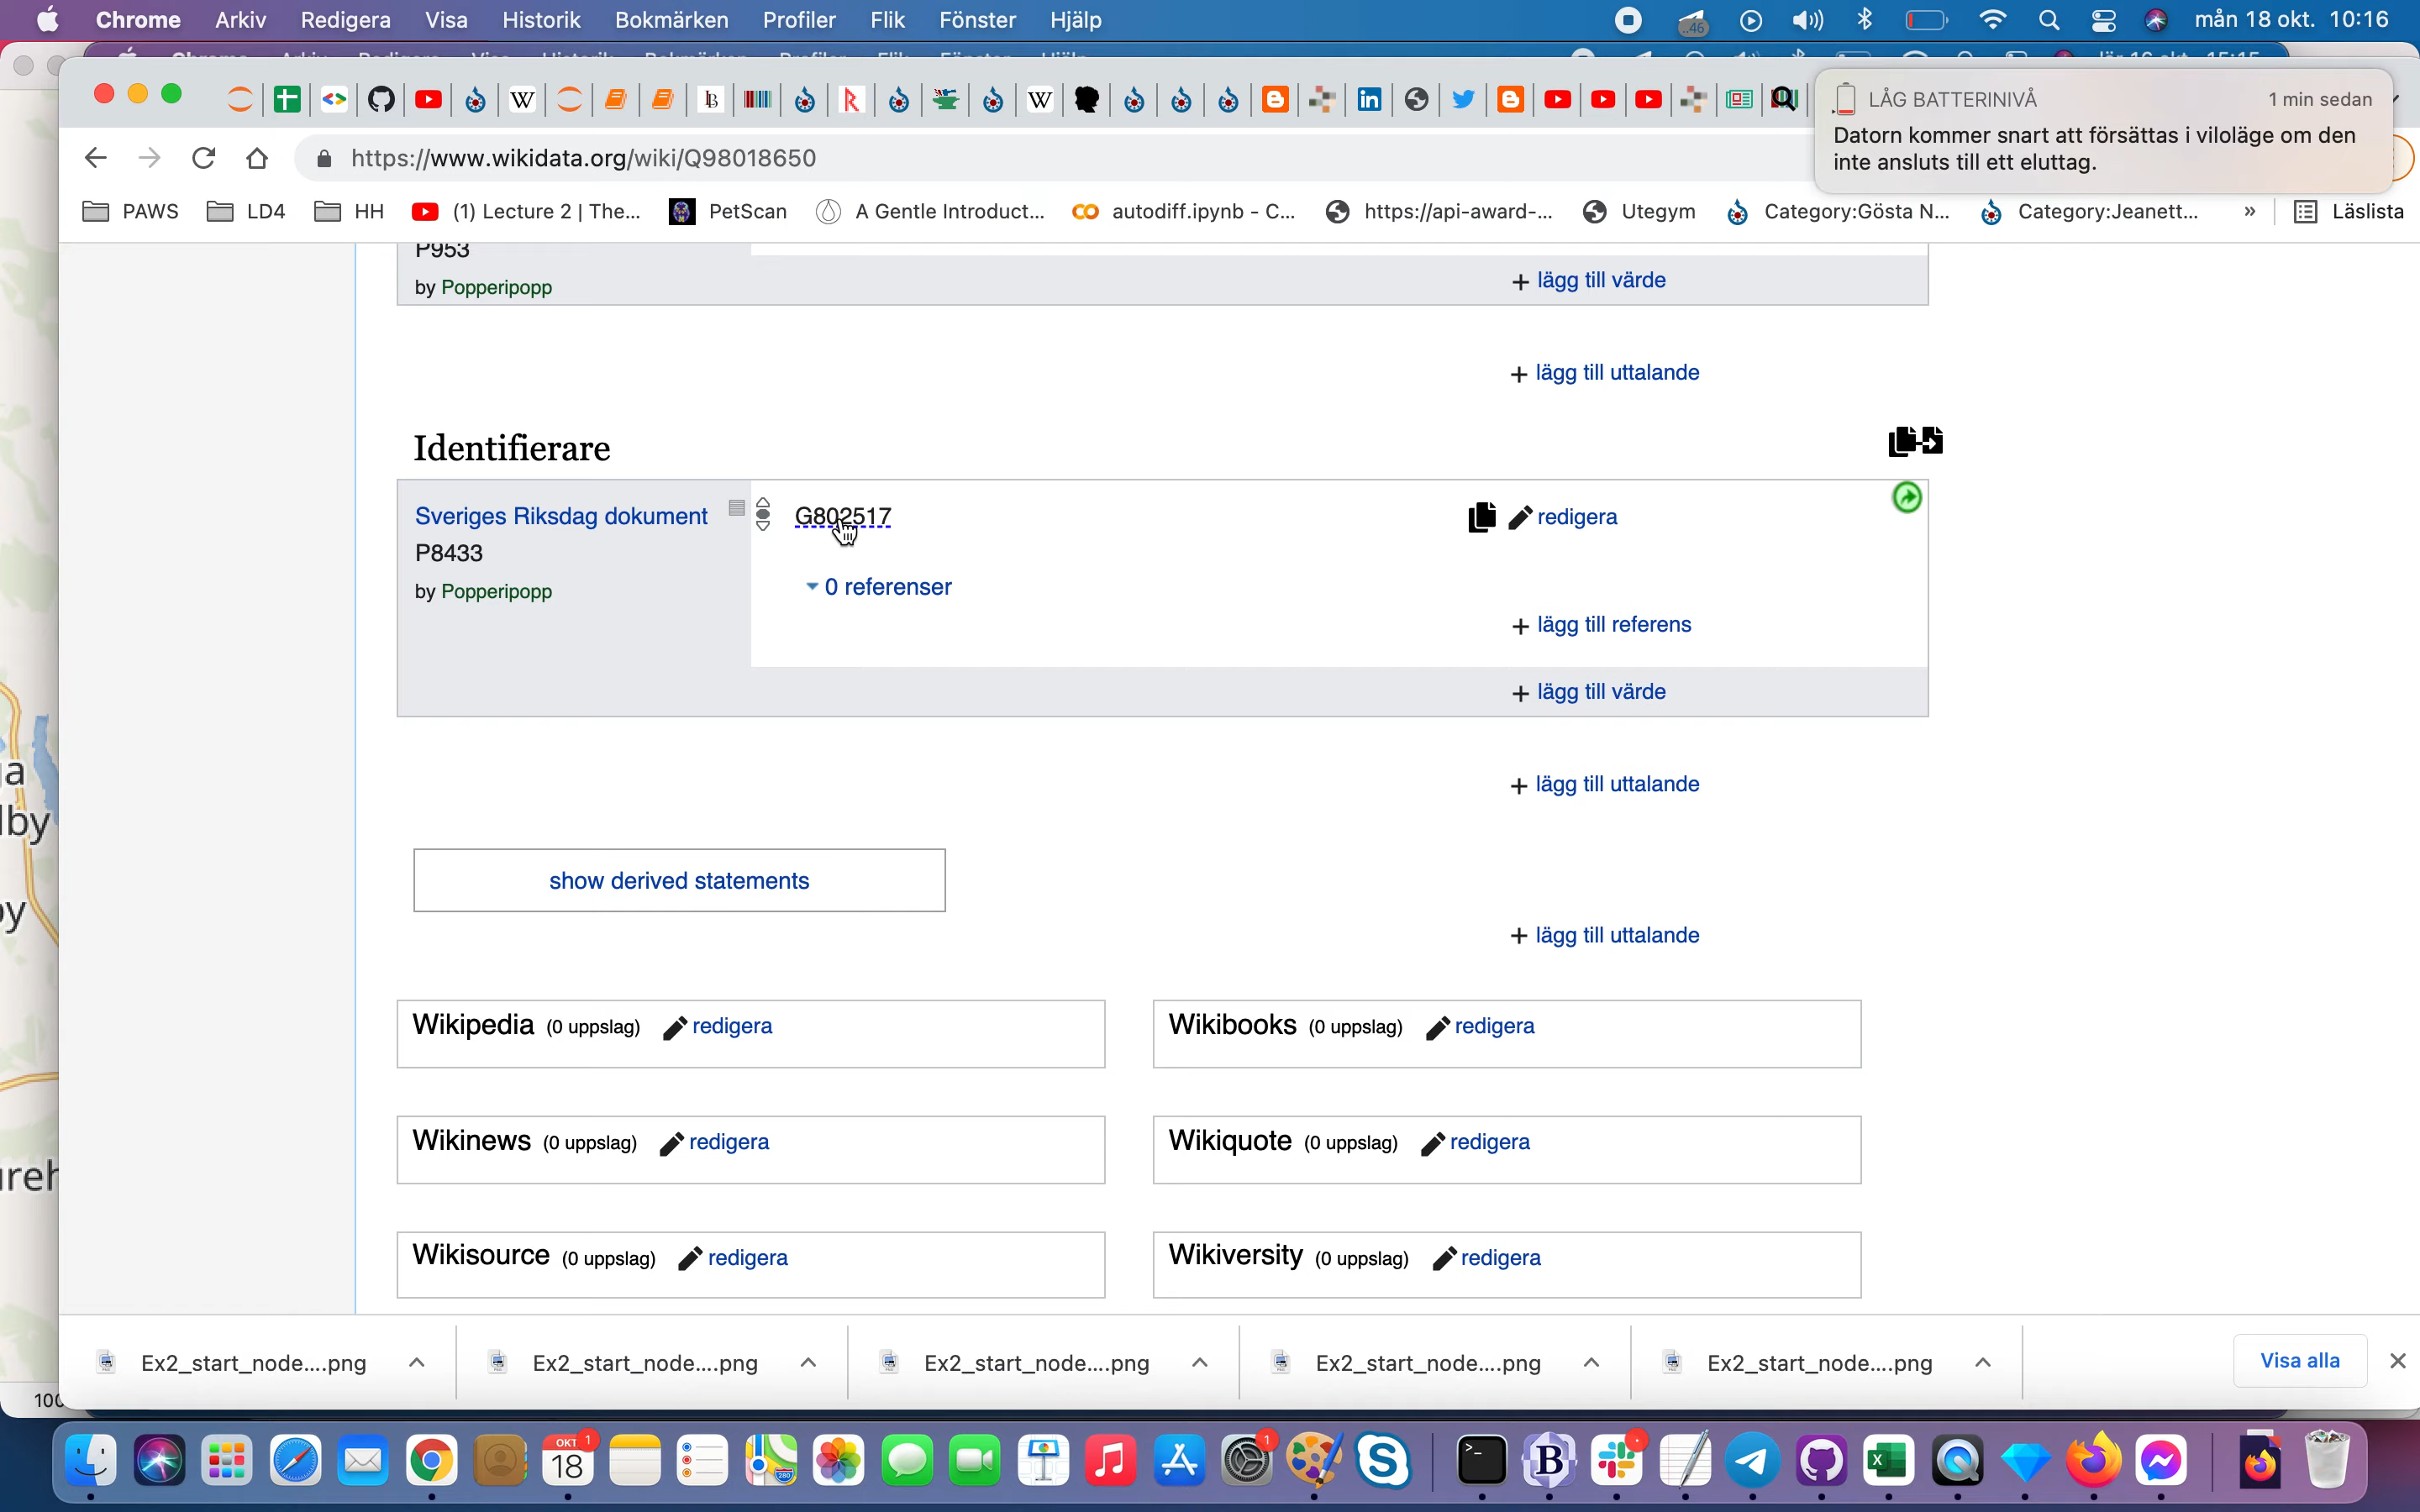 Chrome Arkiv Redigera Visa Historik Bokmärken Profiler Flik Fönster Hjälp ..46 mån 18 okt. 10:16
LÅG BATTERINIVÅ 1 min sedan
Datorn kommer snart att försättas i viloläge om den
inte ansluts till ett eluttag.
https://www.wikidata.org/wiki/Q98018650
PAWS LD4 HH (1) Lecture 2 | The... PetScan A Gentle Introduct... autodiff.ipynb - C... https://api-award-... Utegym Category:Gösta N... Category:Jeanett... » Läslista
P953
by Popperipopp
+ lägg till värde
+ lägg till uttalande
Identifierare
Sveriges Riksdag dokument G802517 redigera
P8433
by Popperipopp
0 referenser
+ lägg till referens
+ lägg till värde
+ lägg till uttalande
show derived statements
+ lägg till uttalande
Wikipedia (0 uppslag) redigera Wikibooks (0 uppslag) redigera
Wikinews (0 uppslag) redigera Wikiquote (0 uppslag) redigera
Wikisource (0 uppslag) redigera Wikiversity (0 uppslag) redigera
Ex2_start_node....png Ex2_start_node....png Ex2_start_node....png Ex2_start_node....png Ex2_start_node....png Visa alla
OKT 18